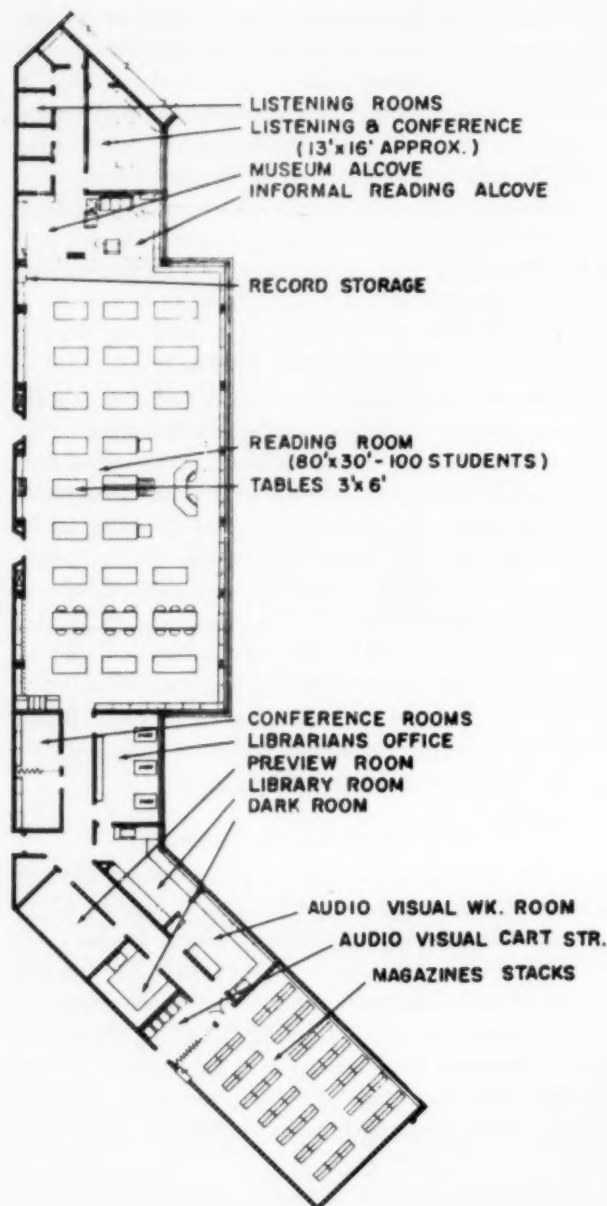 LISTENING ROOMS
LISTENING & CONFERENCE
(13'x16' APPROX.)
MUSEUM ALCOVE
INFORMAL READING ALCOVE
RECORD STORAGE
READING ROOM
(80'x30'-100 STUDENTS)
TABLES 3'x6'
CONFERENCE ROOMS
LIBRARIANS OFFICE
PREVIEW ROOM
LIBRARY ROOM
DARK ROOM
AUDIO VISUAL WK. ROOM
AUDIO VISUAL CART STR.
MAGAZINES STACKS